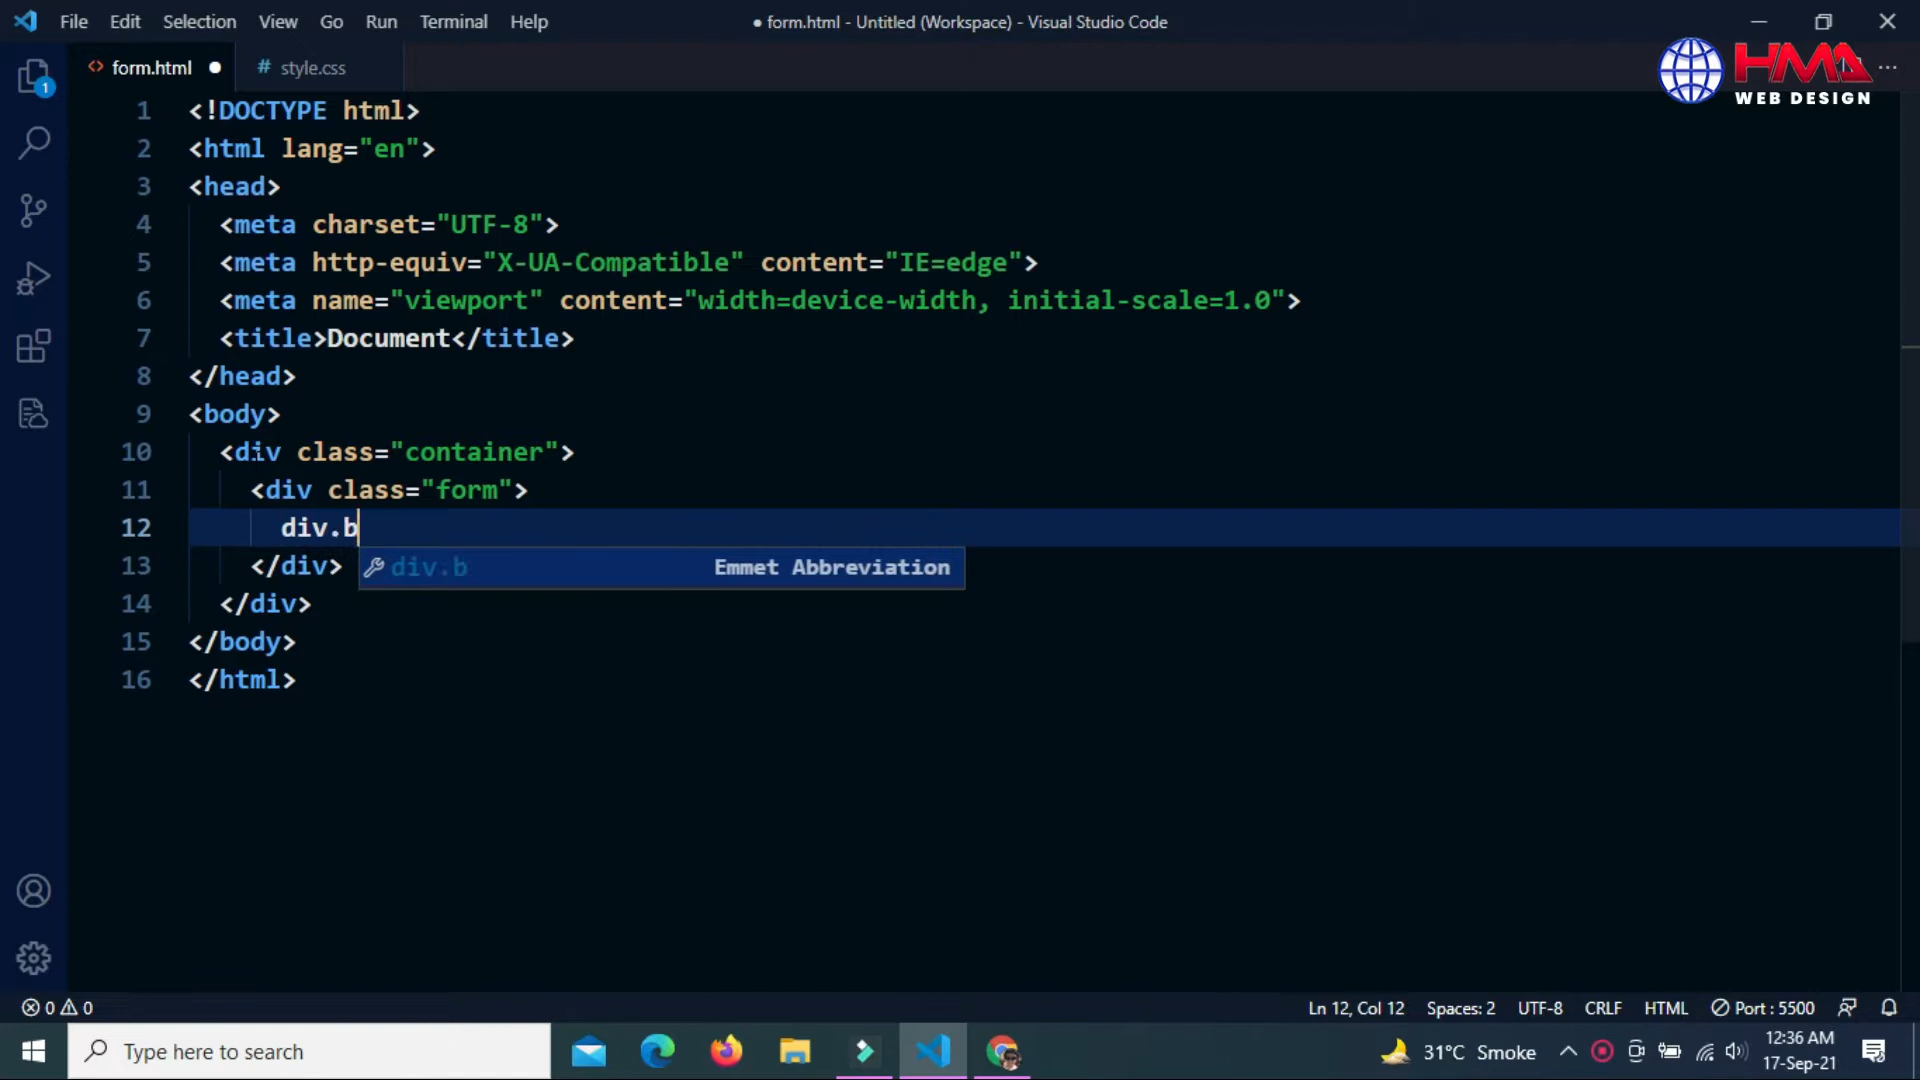 File Edit Selection View Go Run Terminal Help
● form.html - Untitled (Workspace) - Visual Studio Code
HMA
WEB DESIGN
<> form.html ●
# style.css
1 <!DOCTYPE html>
2 <html lang="en">
3 <head>
4 <meta charset="UTF-8">
5 <meta http-equiv="X-UA-Compatible" content="IE=edge">
6 <meta name="viewport" content="width=device-width, initial-scale=1.0">
7 <title>Document</title>
8 </head>
9 <body>
10 <div class="container">
11 <div class="form">
12 div.b
13 </div>
div.b Emmet Abbreviation
14 </div>
15 </body>
16 </html>
1
0 0
Ln 12, Col 12 Spaces: 2 UTF-8 CRLF HTML Port : 5500
Type here to search
31°C Smoke
12:36 AM
17-Sep-21